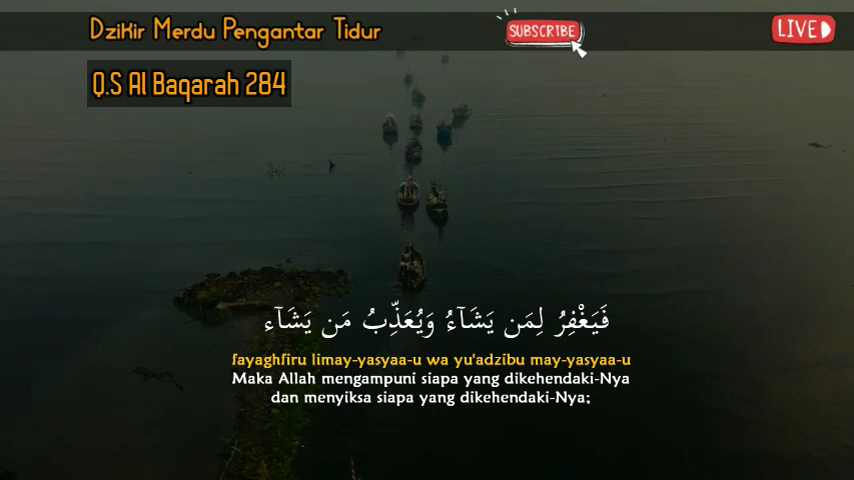 Dzikir Merdu Pengantar Tidur
SUBSCRIBE
LIVE
Q.S Al Baqarah 284
فَيَغْفِرُ لِمَن يَشَآءُ وَيُعَذِّبُ مَن يَشَآء
fayaghfiru limay-yasyaa-u wa yu'adzibu may-yasyaa-u
Maka Allah mengampuni siapa yang dikehendaki-Nya
dan menyiksa siapa yang dikehendaki-Nya;